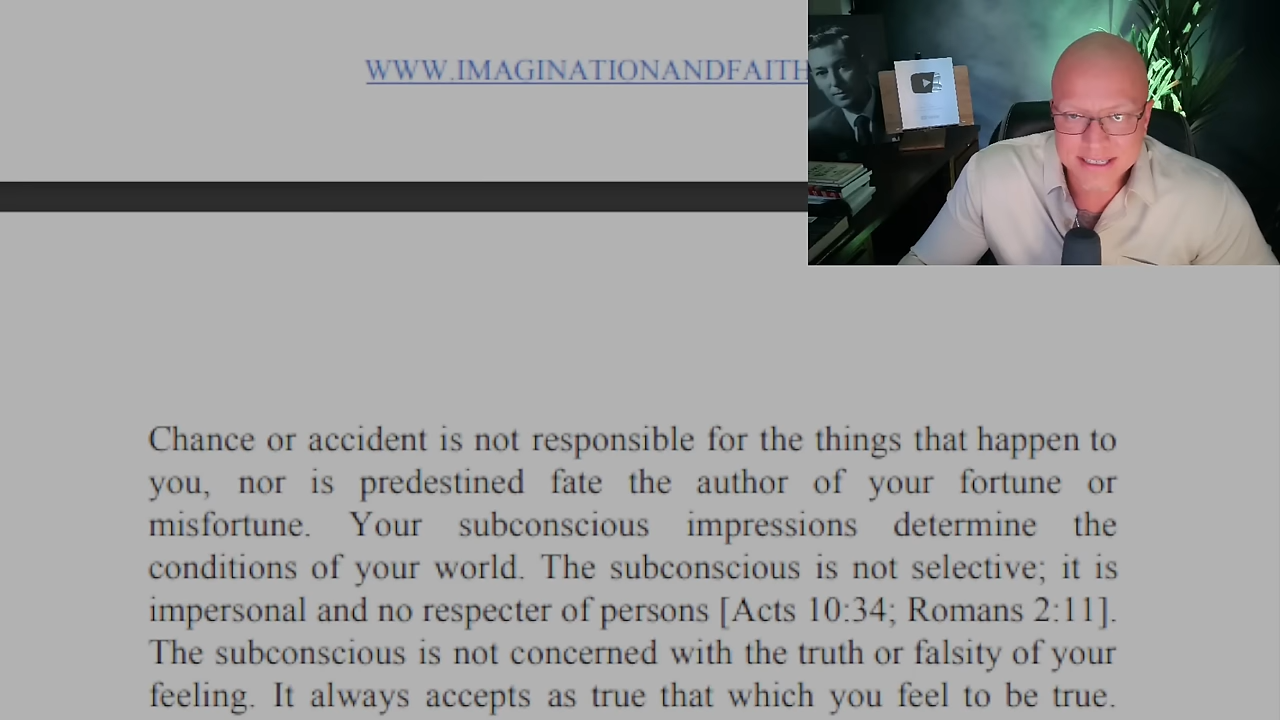 WWW.IMAGINATIONANDFAITH
Chance or accident is not responsible for the things that happen to
you, nor is predestined fate the author of your fortune or
misfortune. Your subconscious impressions determine the
conditions of your world. The subconscious is not selective; it is
impersonal and no respecter of persons [Acts 10:34; Romans 2:11].
The subconscious is not concerned with the truth or falsity of your
feeling. It always accepts as true that which you feel to be true.